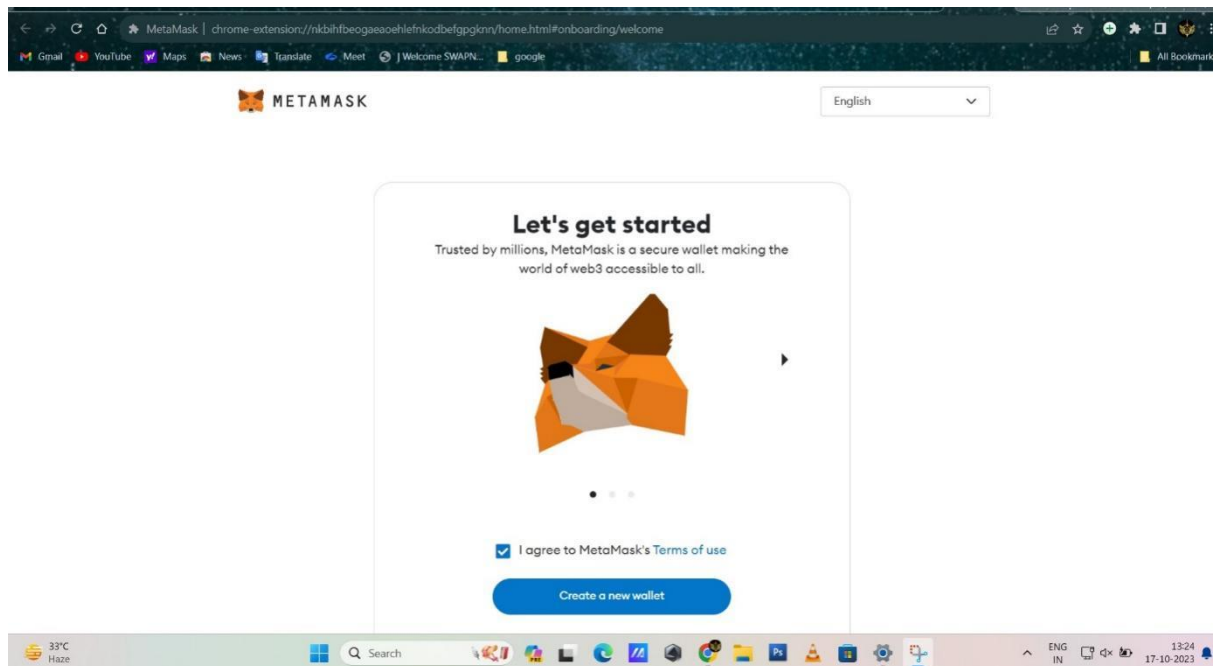 MetaMask | chrome-extension://nkbihfbeogaeaoehlefnkodbefgpgknn/home.html#onboarding/welcome
Gmail YouTube Maps News Translate Meet J Welcome SWAPN... google All Bookmark
METAMASK English
Let's get started
Trusted by millions, MetaMask is a secure wallet making the
world of web3 accessible to all.
I agree to MetaMask's Terms of use
Create a new wallet
33°C Search ENG 13:24
Haze IN 17-10-2023